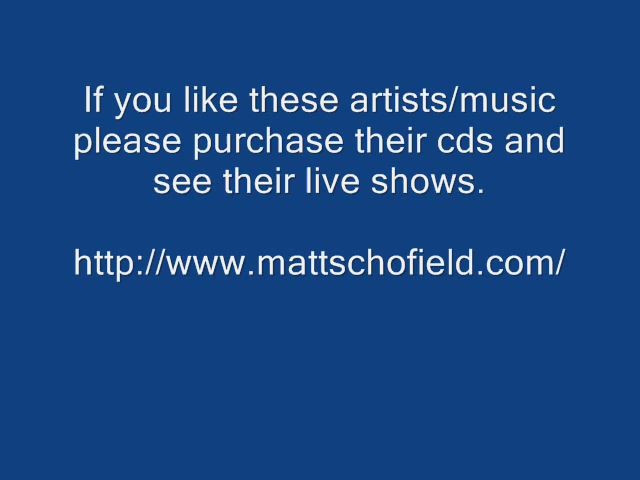 If you like these artists/music
please purchase their cds and
see their live shows.
http://www.mattschofield.com/